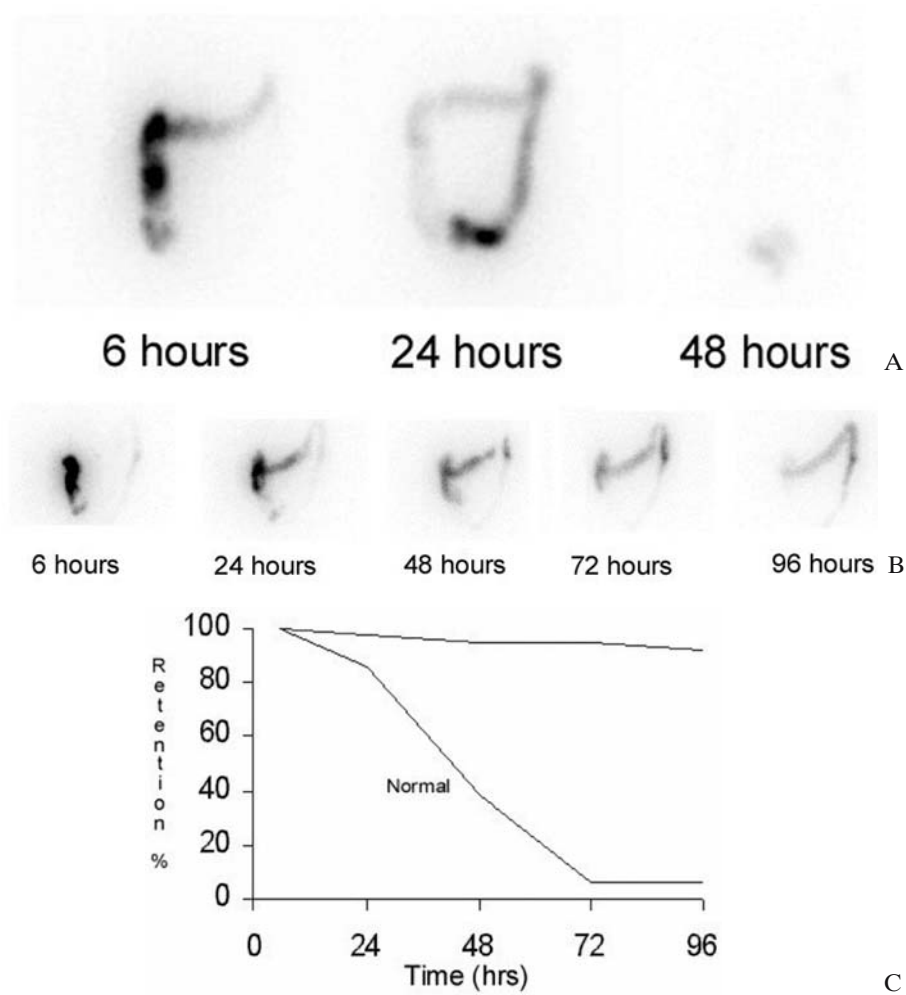 6 hours 24 hours 48 hours A
6 hours 24 hours 48 hours 72 hours 96 hours B
100
80
60
40
20
0
Retention %
Normal
0 24 48 72 96
Time (hrs)
C